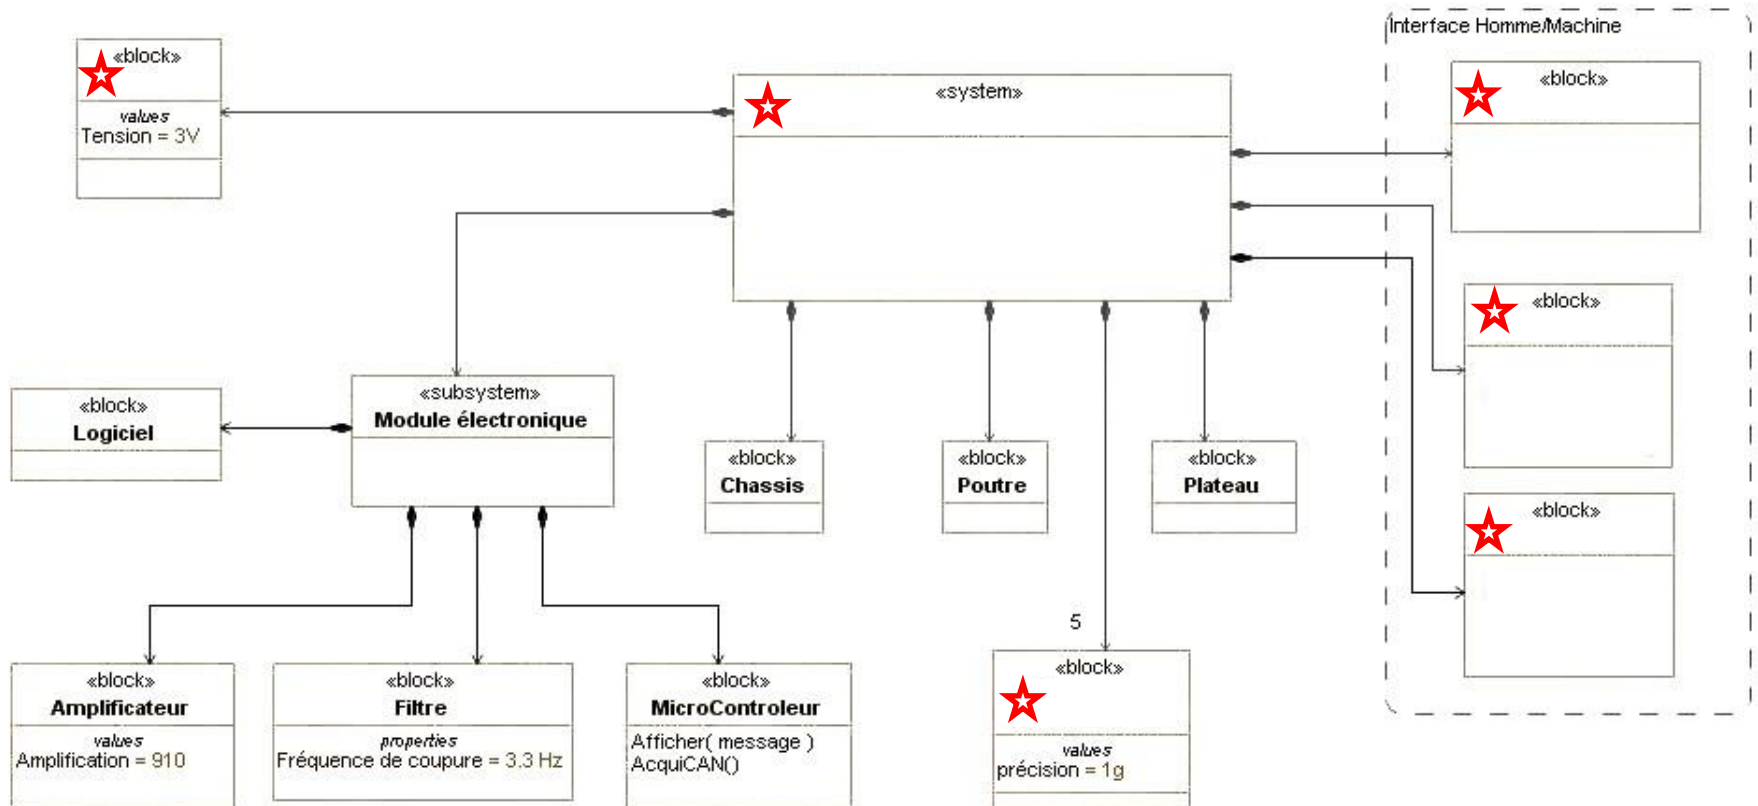 Interface Homme/Machine
«block»
values
Tension = 3V
«system»
«block»
«block»
«block»
«subsystem»
Module électronique
«block»
Logiciel
«block»
Chassis
«block»
Poutre
«block»
Plateau
5
«block»
values
précision = 1g
«block»
Amplificateur
values
Amplification = 910
«block»
Filtre
properties
Fréquence de coupure = 3.3 Hz
«block»
MicroControleur
Afficher( message )
AcquiCAN()